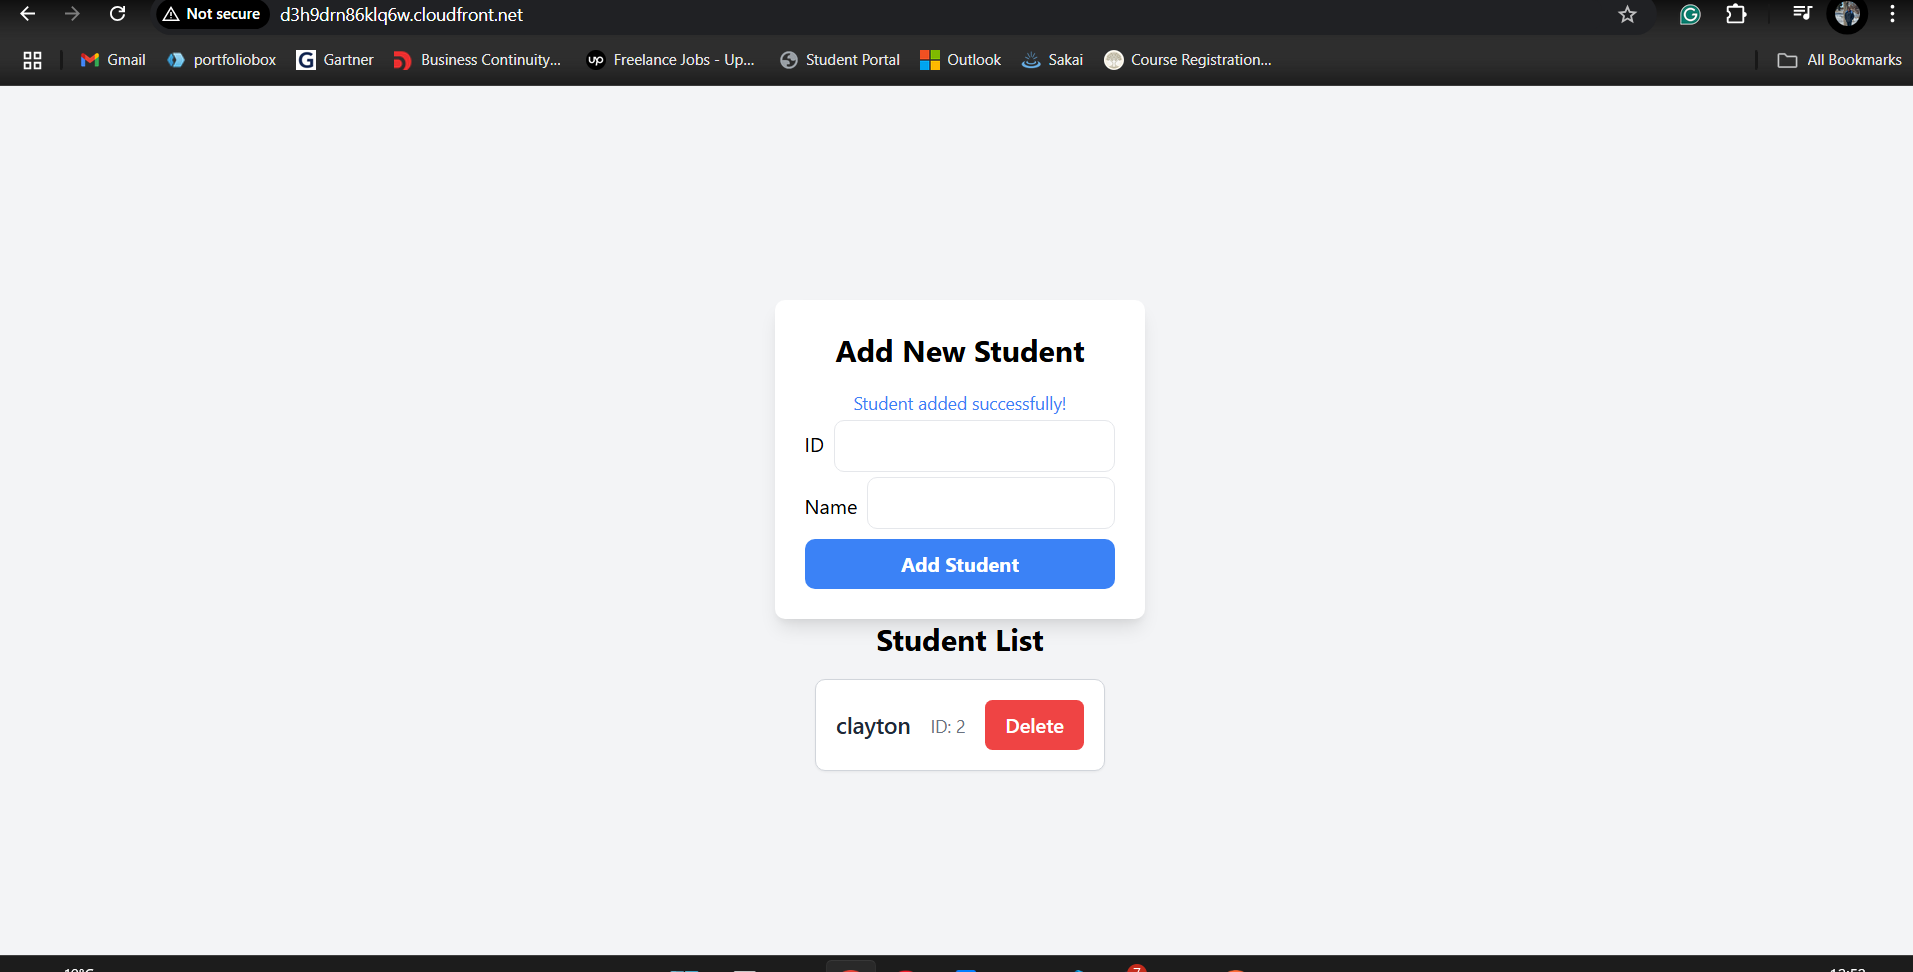 Not secure d3h9drn86klq6w.cloudfront.net
Gmail portfoliobox Gartner Business Continuity... Freelance Jobs - Up... Student Portal Outlook Sakai Course Registration... All Bookmarks
Add New Student
Student added successfully!
ID
Name
Add Student
Student List
clayton ID: 2 Delete